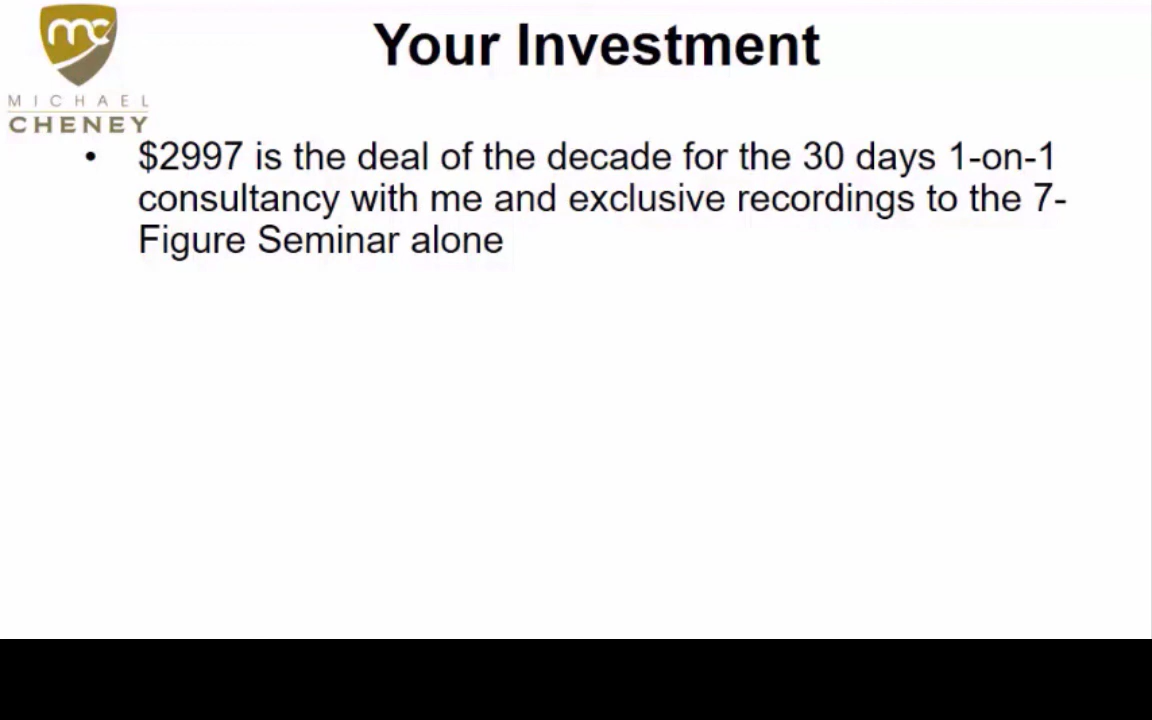 mc
MICHAEL
CHENEY
Your Investment
• $2997 is the deal of the decade for the 30 days 1-on-1
consultancy with me and exclusive recordings to the 7-
Figure Seminar alone